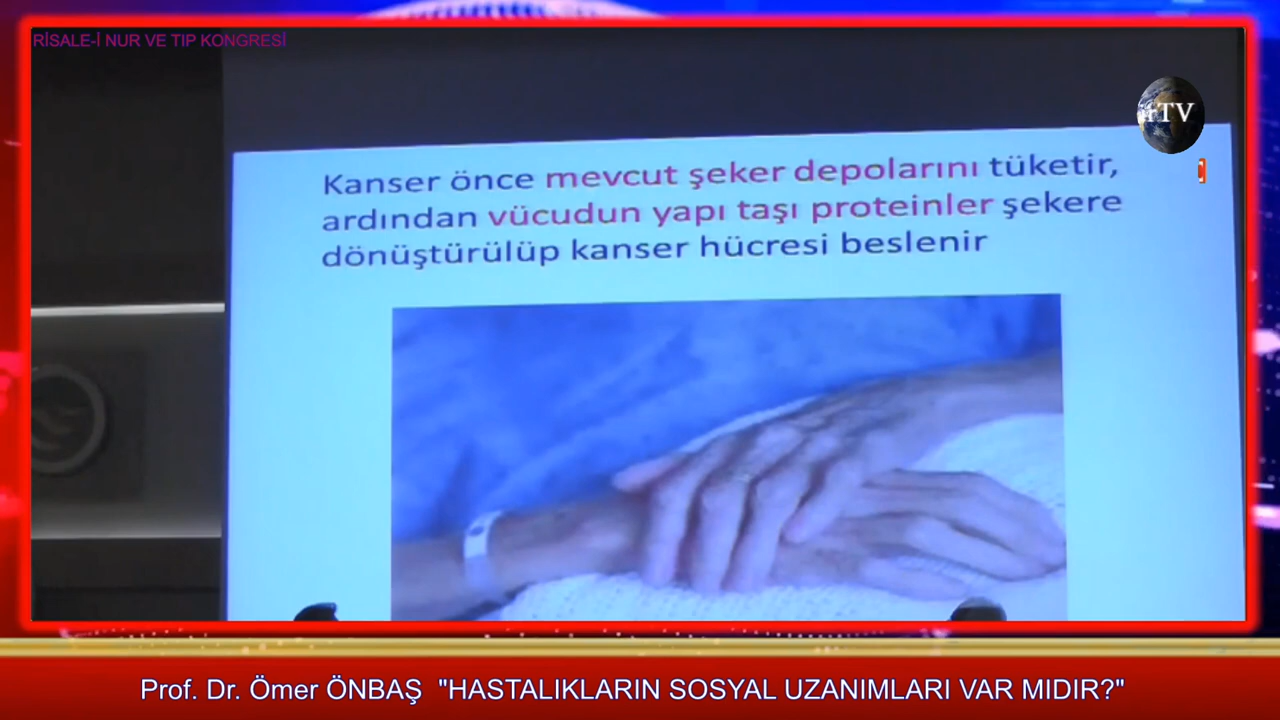 RİSALE-İ NUR VE TIP KONGRESİ
rTV
Kanser önce mevcut şeker depolarını tüketir,
ardından vücudun yapı taşı proteinler şekere
dönüştürülüp kanser hücresi beslenir
Prof. Dr. Ömer ÖNBAŞ "HASTALIKLARIN SOSYAL UZANIMLARI VAR MIDIR?"